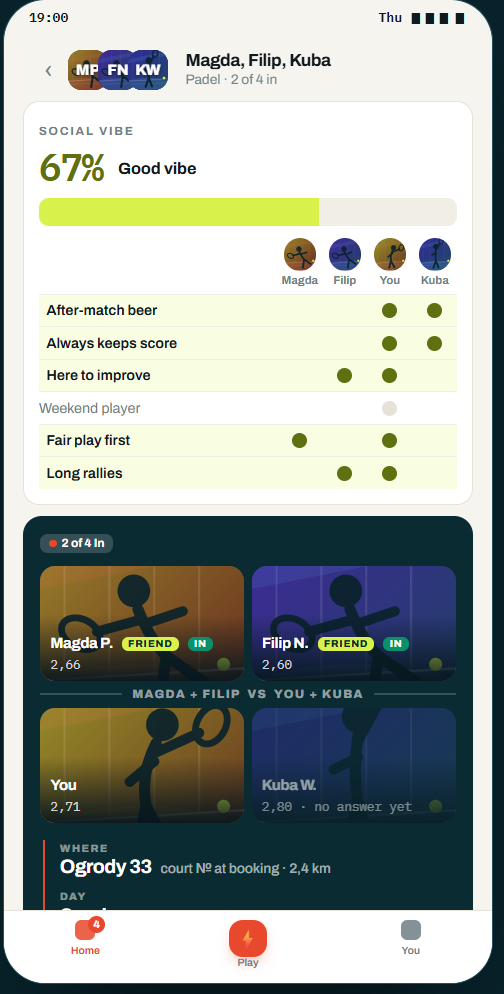 19:00 Thu
‹ MP FN KW Magda, Filip, Kuba
Padel · 2 of 4 in
SOCIAL VIBE
67% Good vibe
Magda Filip You Kuba
After-match beer
Always keeps score
Here to improve
Weekend player
Fair play first
Long rallies
2 of 4 In
Magda P. FRIEND IN
2,66
Filip N. FRIEND IN
2,60
MAGDA + FILIP VS YOU + KUBA
You
2,71
Kuba W.
2,80 · no answer yet
WHERE
Ogrody 33 court № at booking · 2,4 km
DAY
4
Home
Play
You